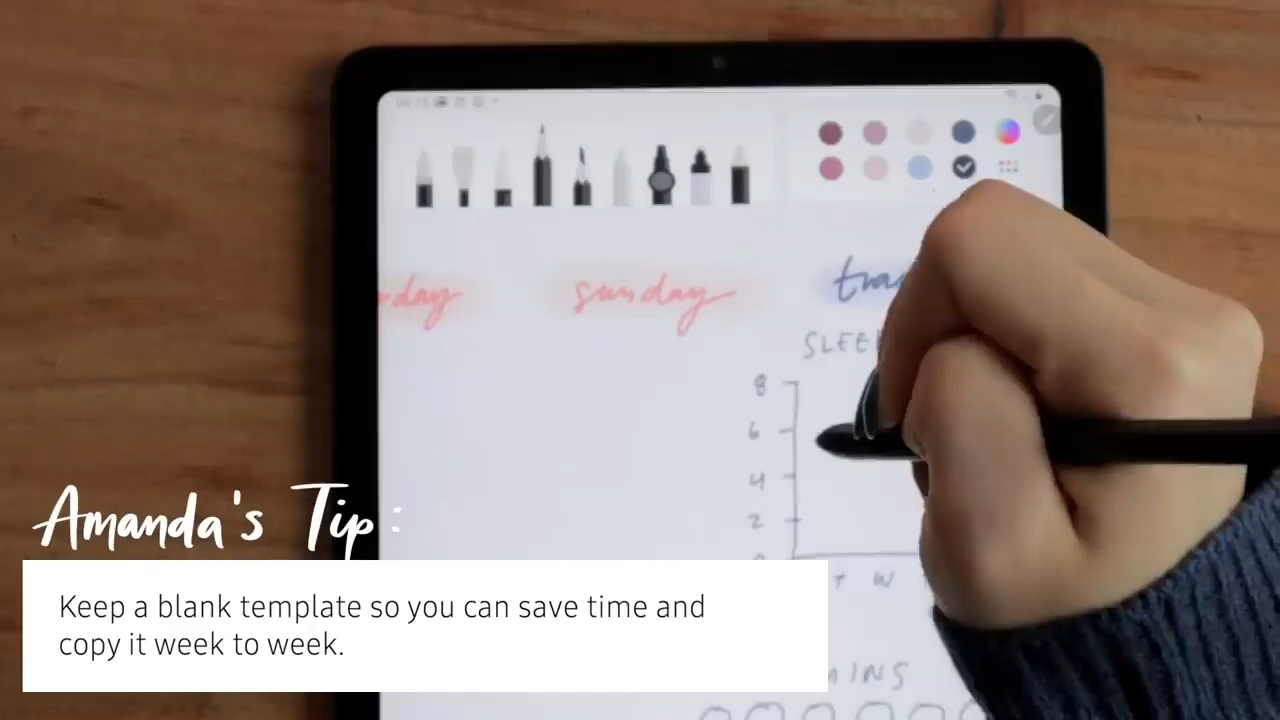 sunday
SLEE
8
6
4
2
T W
Amanda's Tip:
Keep a blank template so you can save time and
copy it week to week.